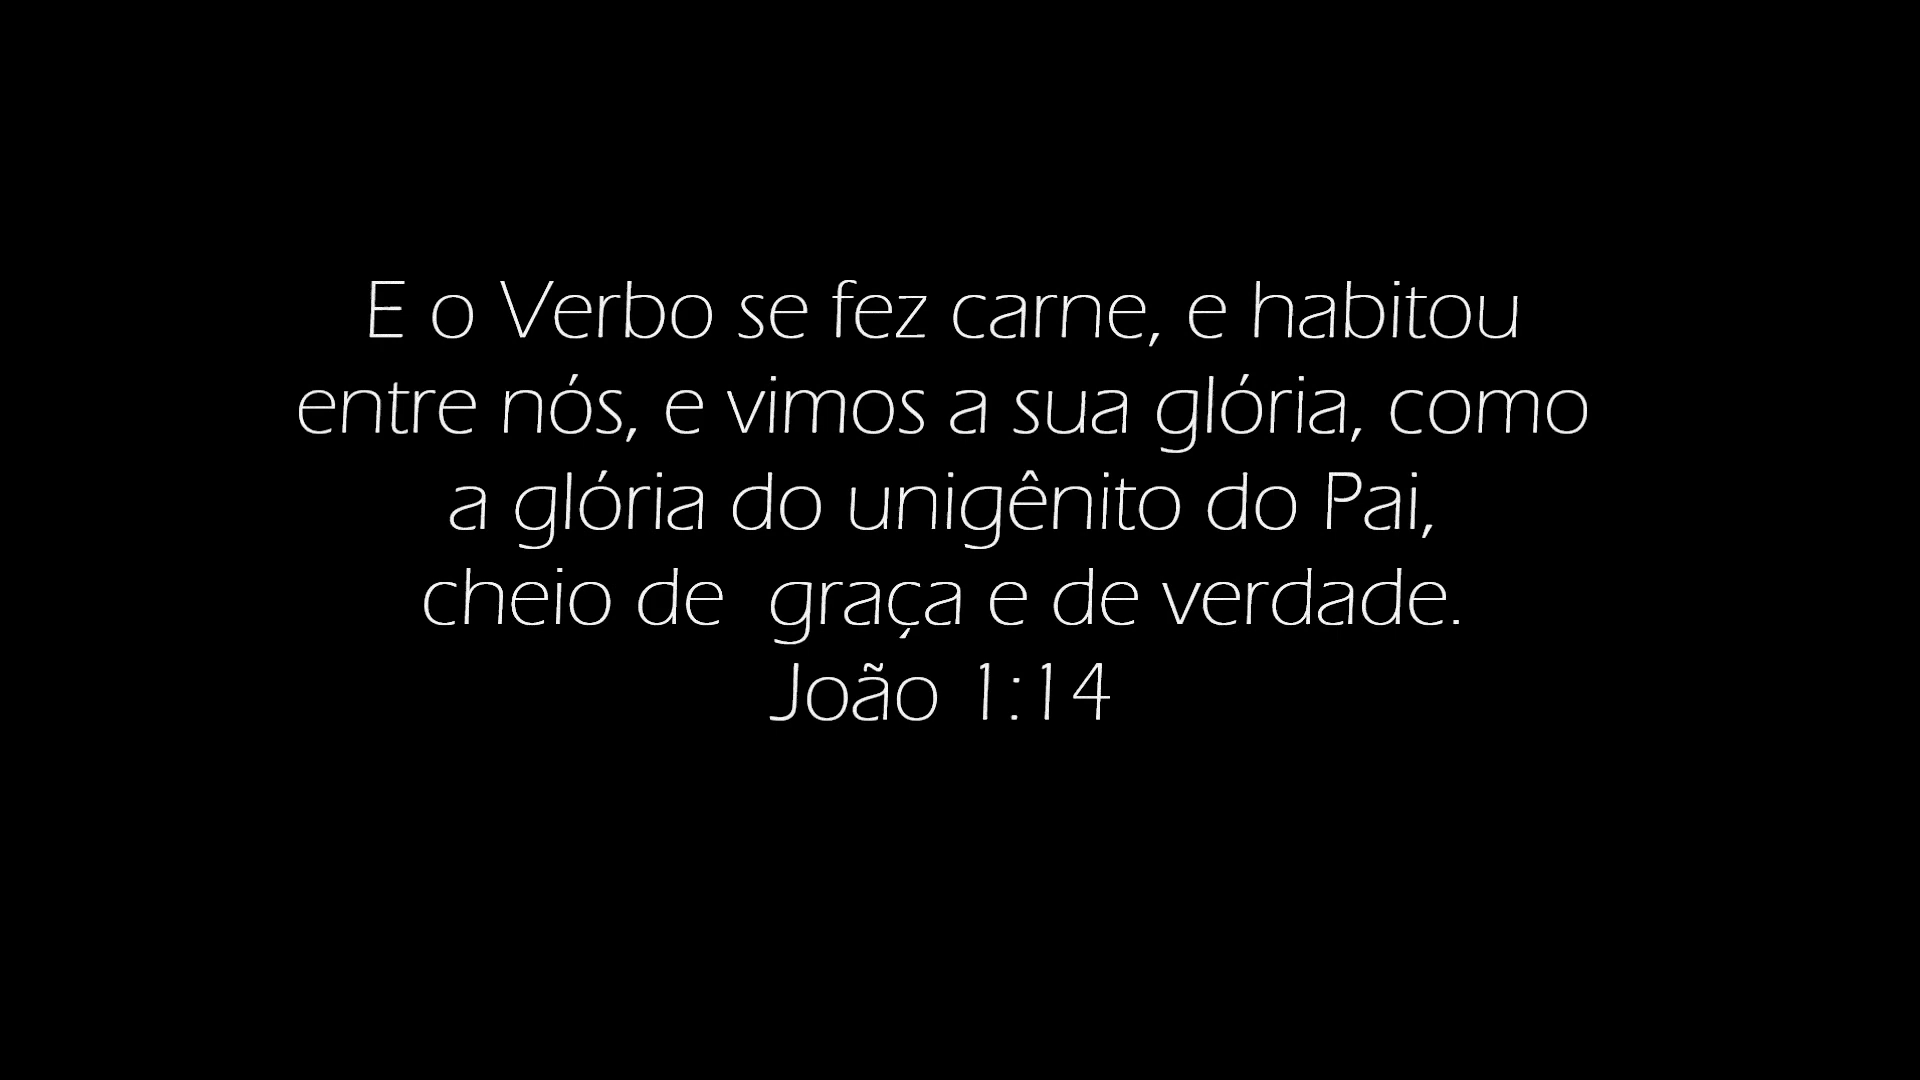 E o Verbo se fez carne, e habitou
entre nós, e vimos a sua glória, como
a glória do unigênito do Pai,
cheio de  graça e de verdade.
João 1:14